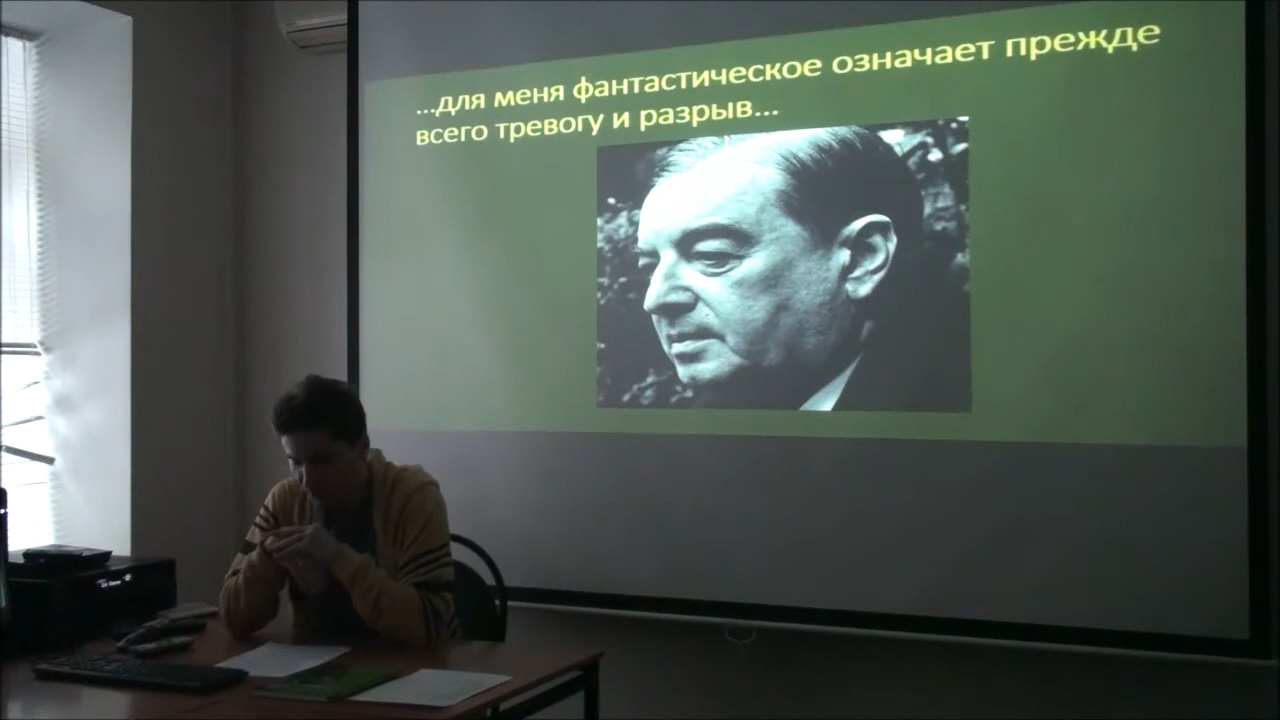 ...для меня фантастическое означает прежде
всего тревогу и разрыв...